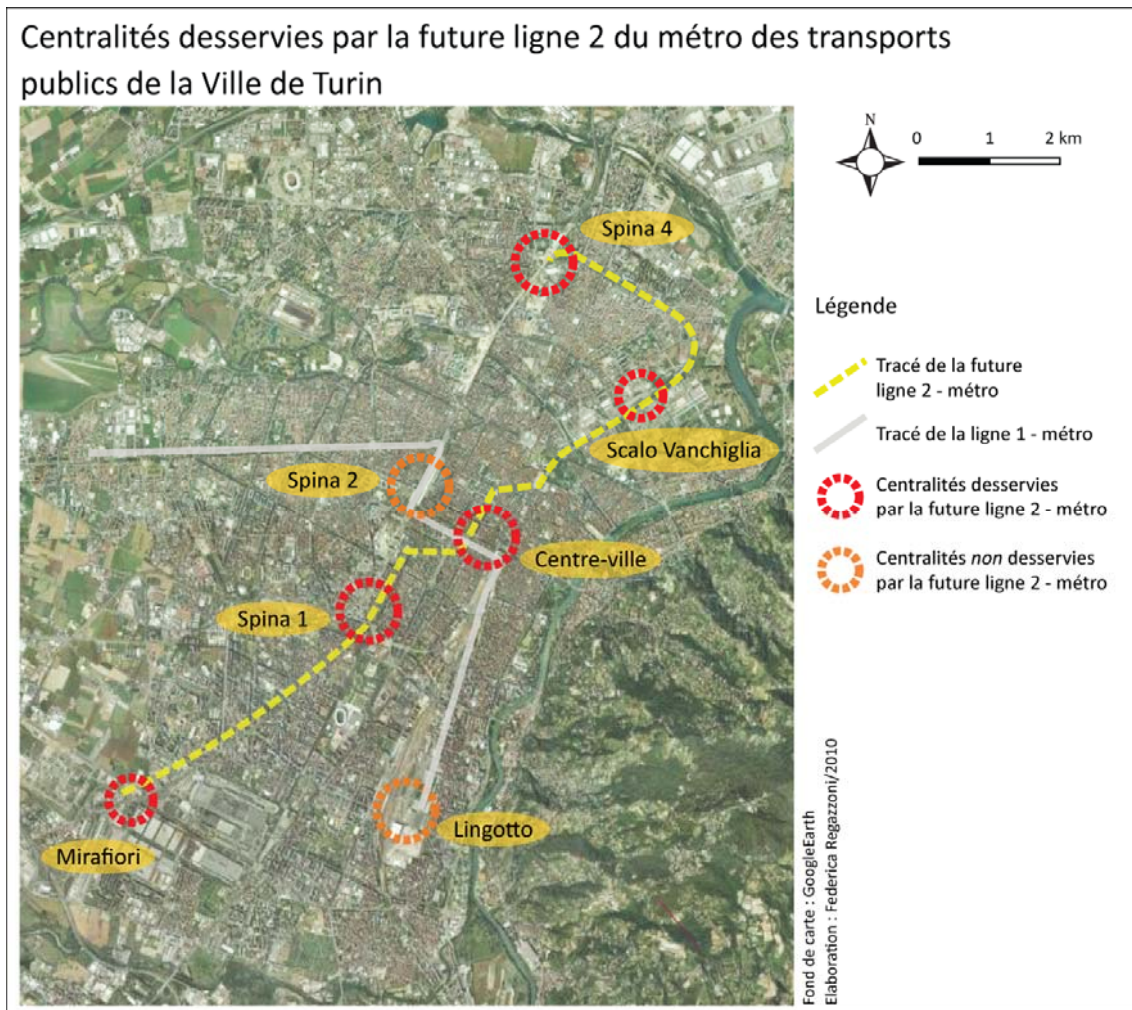 Centralités desservies par la future ligne 2 du métro des transports
publics de la Ville de Turin
N
0 1 2 km
Spina 4
Légende
Tracé de la future
ligne 2 - métro
Tracé de la ligne 1 - métro
Scalo Vanchiglia
Spina 2
Centralités desservies
par la future ligne 2 - métro
Centre-ville
Centralités non desservies
par la future ligne 2 - métro
Spina 1
Lingotto
Mirafiori
Fond de carte : GoogleEarth
Elaboration : Federica Regazzoni/2010